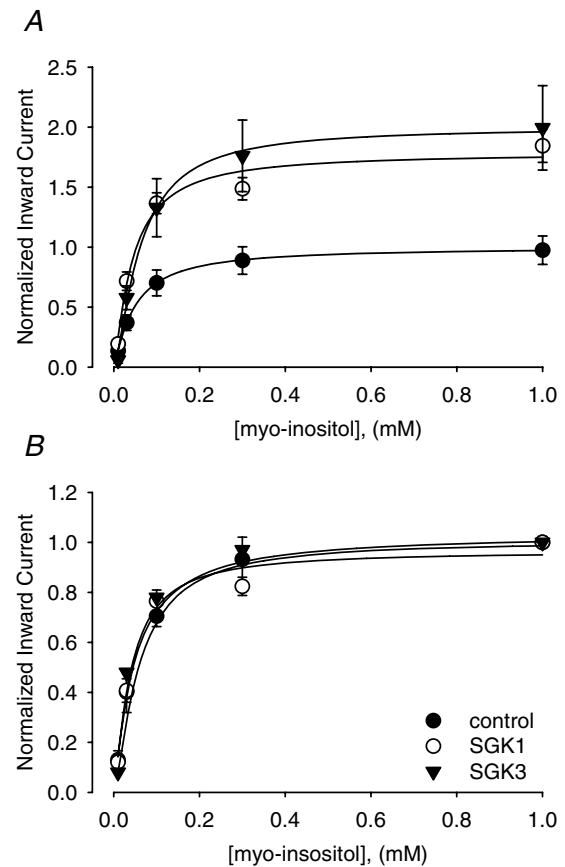 A
2.5
2.0
1.5
1.0
0.5
0.0
Normalized Inward Current
0.0 0.2 0.4 0.6 0.8 1.0
[myo-inositol], (mM)
B
1.2
1.0
0.8
0.6
0.4
0.2
0.0
Normalized Inward Current
control
SGK1
SGK3
0.0 0.2 0.4 0.6 0.8 1.0
[myo-insositol], (mM)